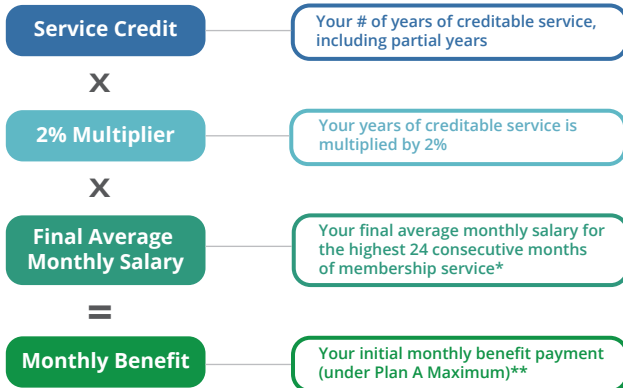 Service Credit
Your # of years of creditable service,
including partial years
X
2% Multiplier
Your years of creditable service is
multiplied by 2%
X
Final Average
Monthly Salary
Your final average monthly salary for
the highest 24 consecutive months
of membership service*
=
Monthly Benefit
Your initial monthly benefit payment
(under Plan A Maximum)**